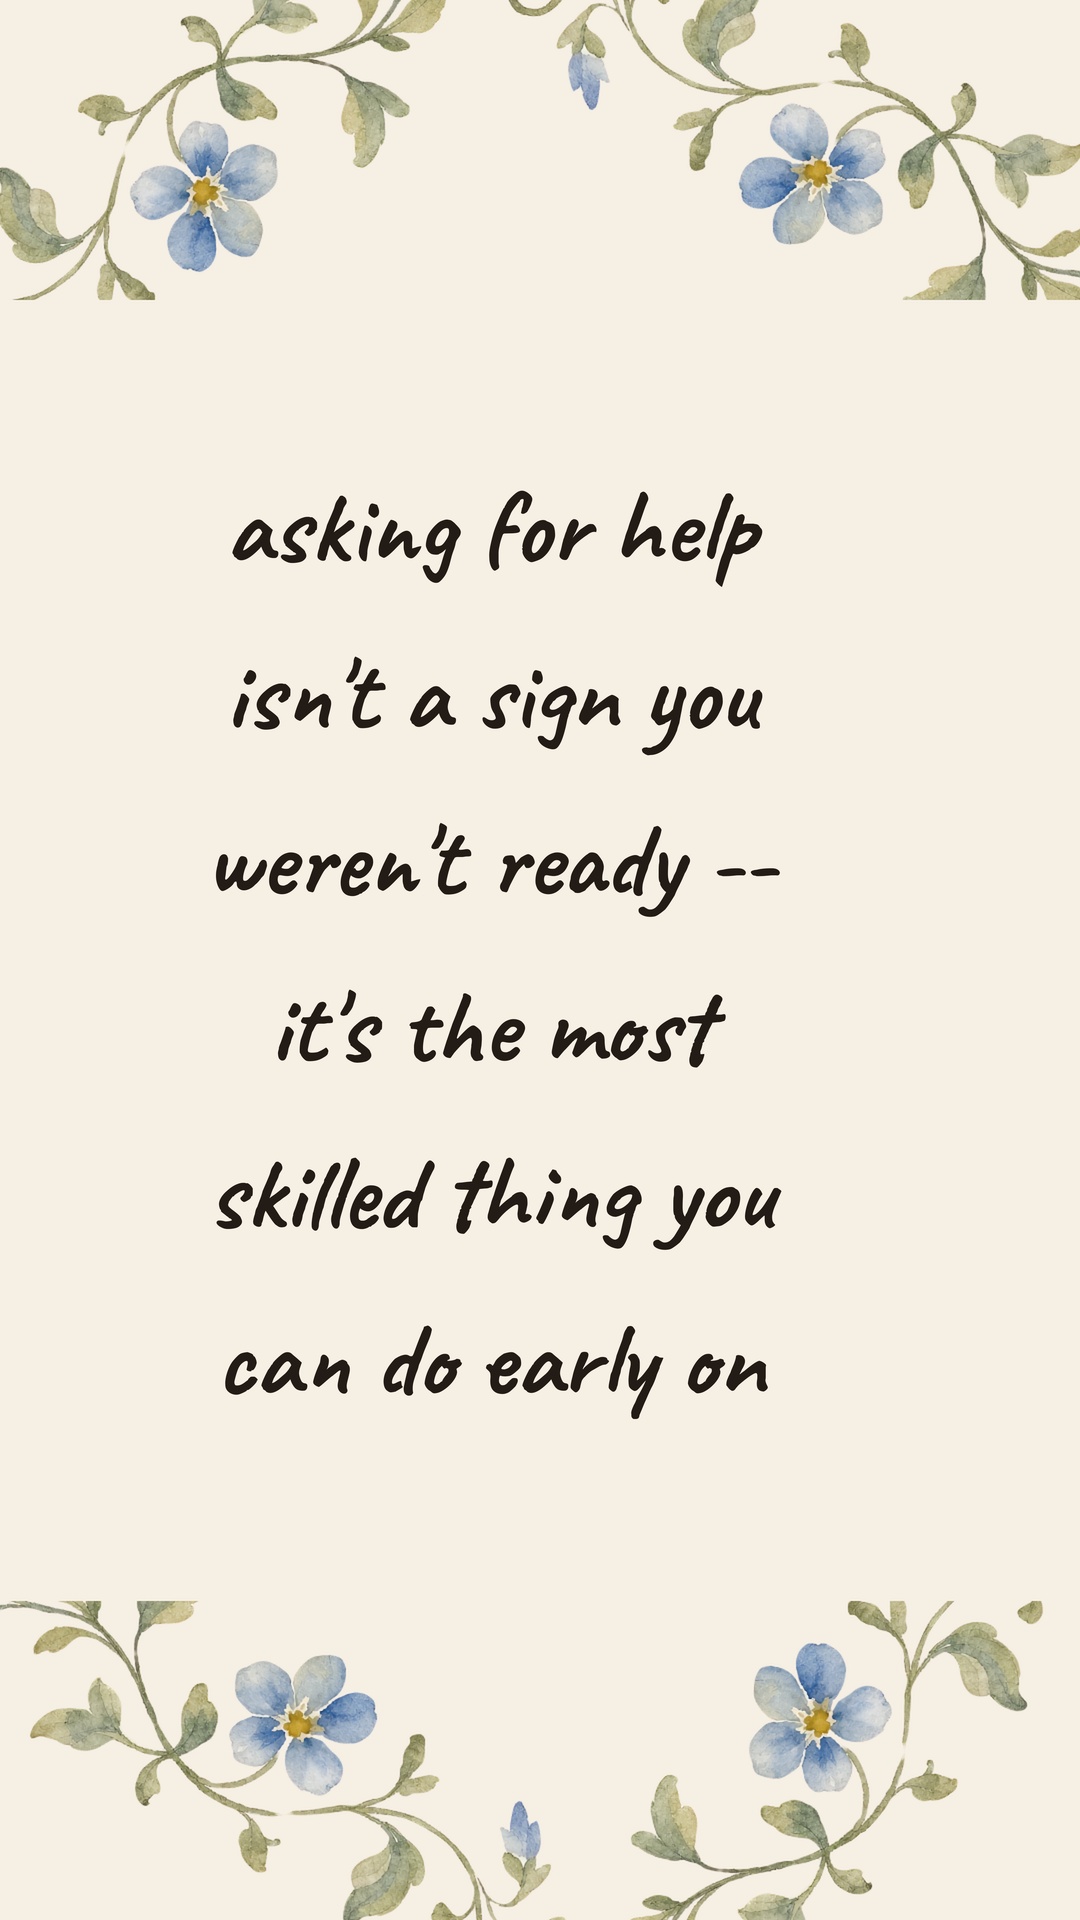 asking for help
isn't a sign you
weren't ready --
it's the most
skilled thing you
can do early on